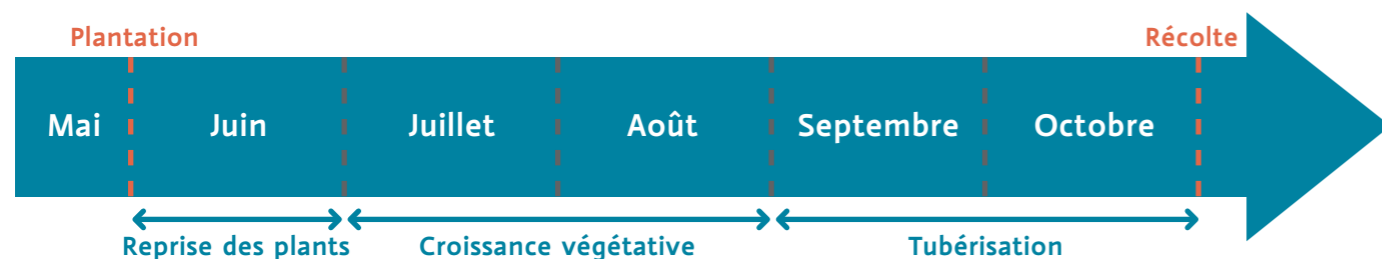 Plantation Récolte
Mai Juin Juillet Août Septembre Octobre
Reprise des plants Croissance végétative Tubérisation